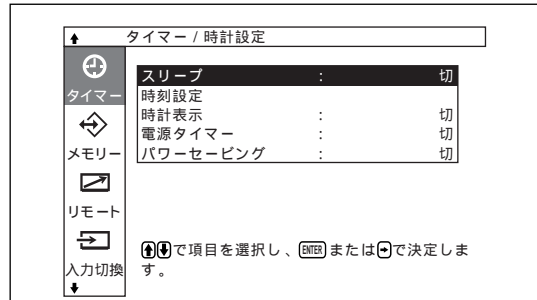 タイマー / 時計設定
タイマー
メモリー
リモート
入力切換
スリープ : 切
時刻設定
時計表示 : 切
電源タイマー : 切
パワーセービング : 切
で項目を選択し、ENTERまたはで決定しま
す。